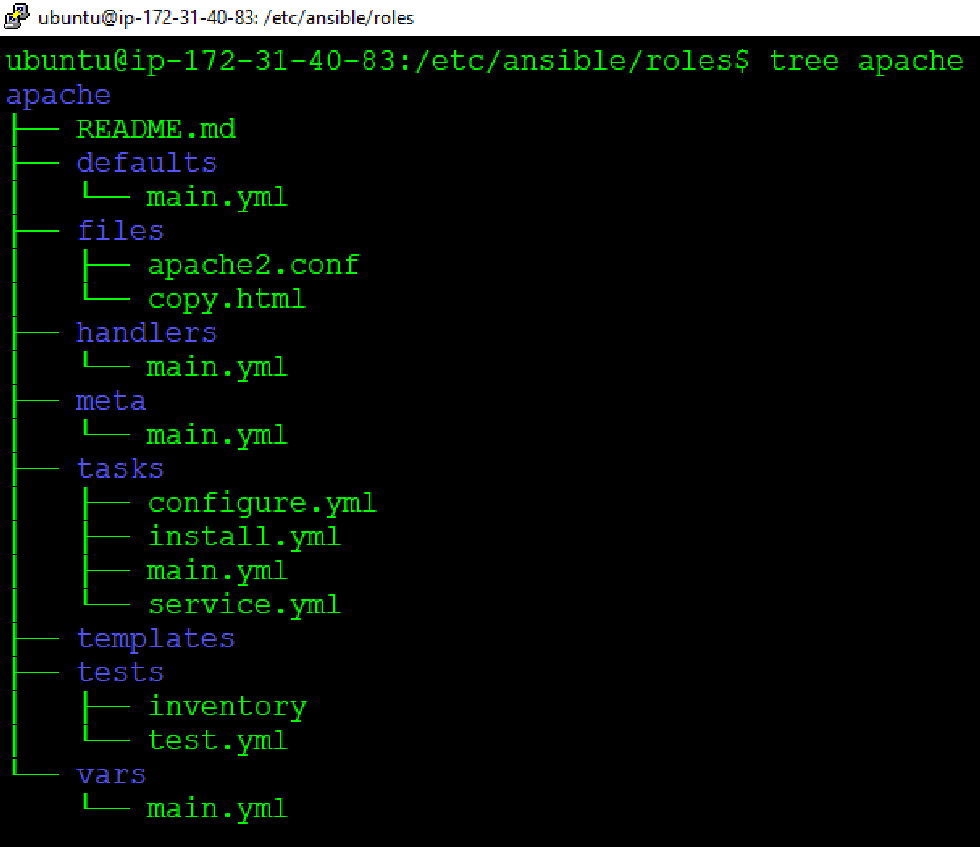 ubuntu@ip-172-31-40-83: /etc/ansible/roles
ubuntu@ip-172-31-40-83:/etc/ansible/roles$ tree apache
apache
├── README.md
├── defaults
│   └── main.yml
├── files
│   ├── apache2.conf
│   └── copy.html
├── handlers
│   └── main.yml
├── meta
│   └── main.yml
├── tasks
│   ├── configure.yml
│   ├── install.yml
│   ├── main.yml
│   └── service.yml
├── templates
├── tests
│   ├── inventory
│   └── test.yml
└── vars
    └── main.yml